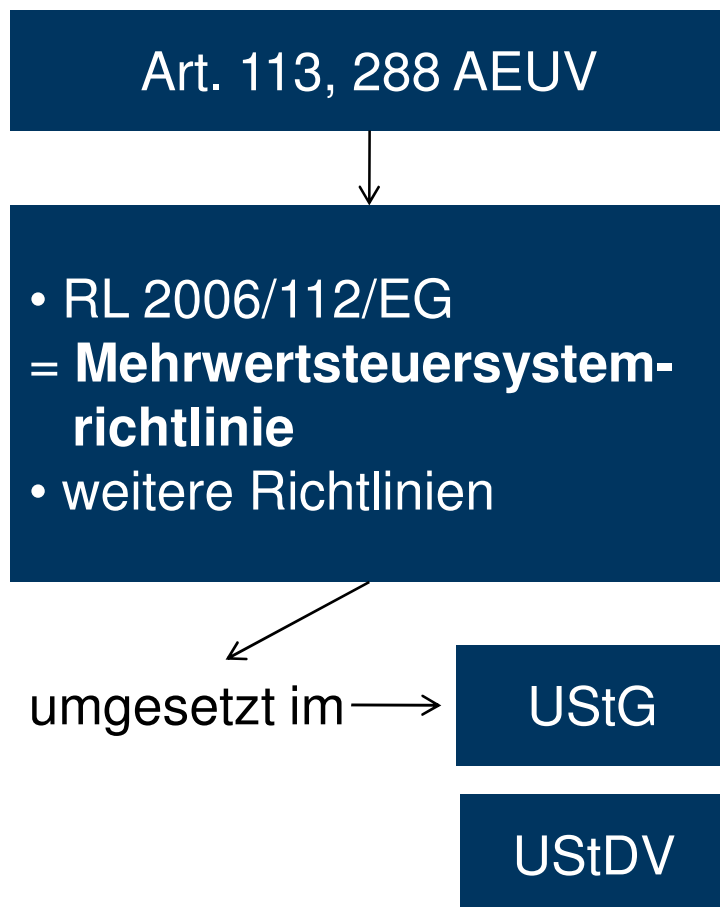 Art. 113, 288 AEUV
• RL 2006/112/EG
= Mehrwertsteuersystem-
richtlinie
• weitere Richtlinien
umgesetzt im
UStG
UStDV